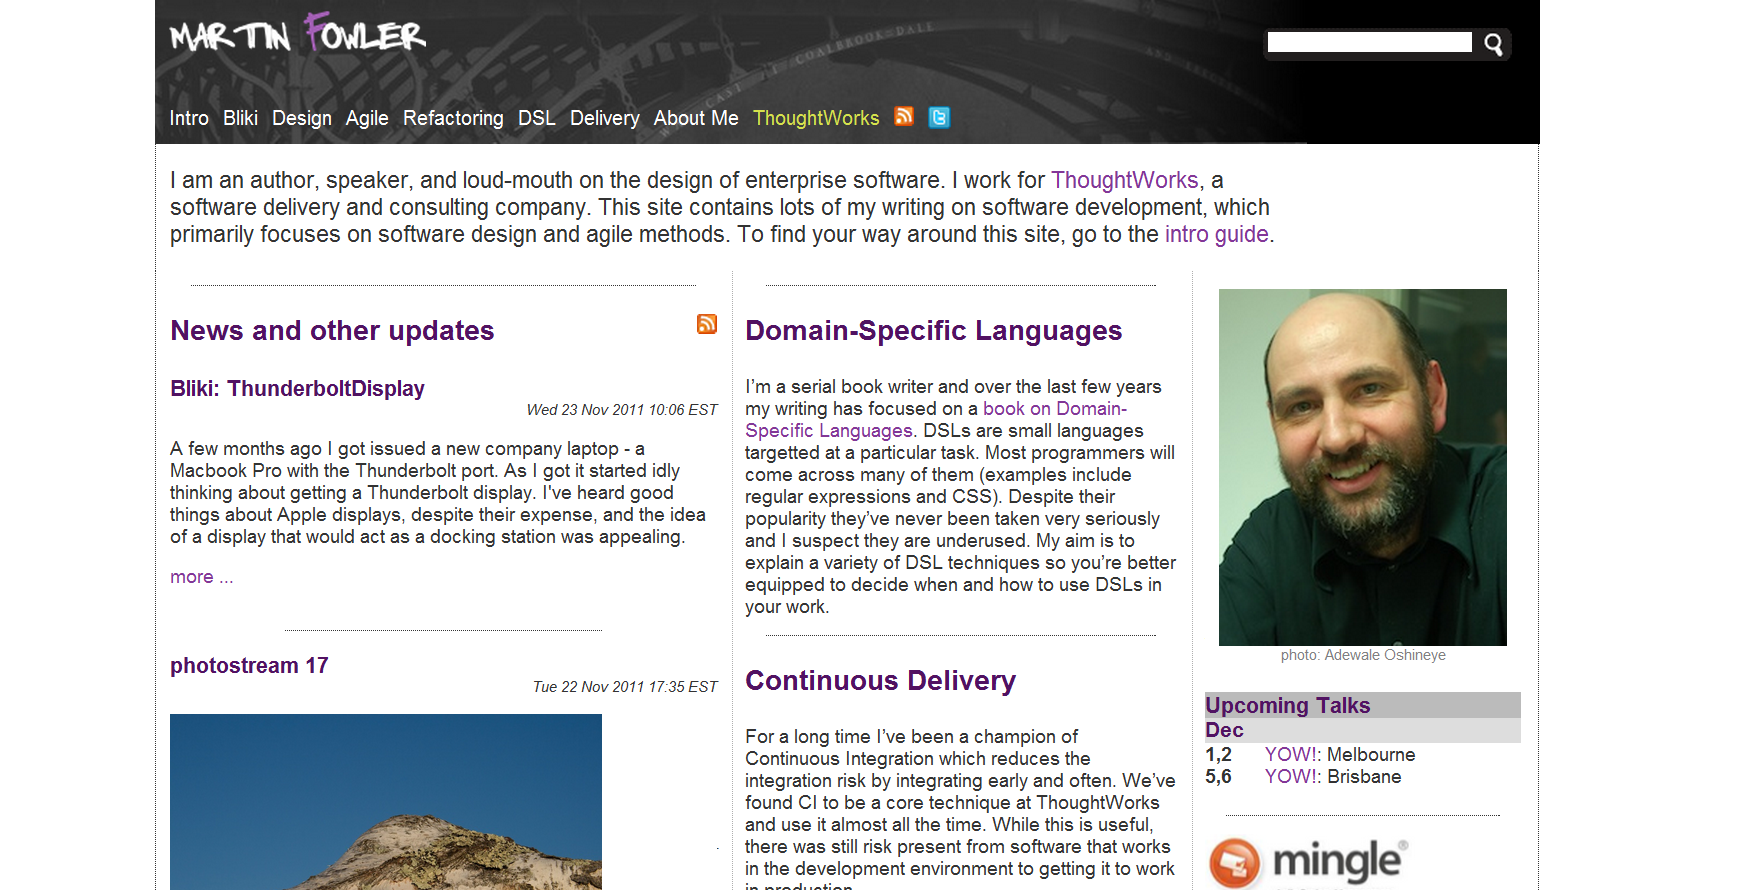 MARTIN FOWLER
COALBROOK-DALE
CAST
Intro Bliki Design Agile Refactoring DSL Delivery About Me ThoughtWorks
I am an author, speaker, and loud-mouth on the design of enterprise software. I work for ThoughtWorks, a
software delivery and consulting company. This site contains lots of my writing on software development, which
primarily focuses on software design and agile methods. To find your way around this site, go to the intro guide.
News and other updates
Bliki: ThunderboltDisplay
Wed 23 Nov 2011 10:06 EST
A few months ago I got issued a new company laptop - a
Macbook Pro with the Thunderbolt port. As I got it started idly
thinking about getting a Thunderbolt display. I've heard good
things about Apple displays, despite their expense, and the idea
of a display that would act as a docking station was appealing.
more ...
photostream 17
Tue 22 Nov 2011 17:35 EST
Domain-Specific Languages
I’m a serial book writer and over the last few years
my writing has focused on a book on Domain-
Specific Languages. DSLs are small languages
targetted at a particular task. Most programmers will
come across many of them (examples include
regular expressions and CSS). Despite their
popularity they’ve never been taken very seriously
and I suspect they are underused. My aim is to
explain a variety of DSL techniques so you’re better
equipped to decide when and how to use DSLs in
your work.
Continuous Delivery
For a long time I’ve been a champion of
Continuous Integration which reduces the
integration risk by integrating early and often. We’ve
found CI to be a core technique at ThoughtWorks
and use it almost all the time. While this is useful,
there was still risk present from software that works
in the development environment to getting it to work
in production
photo: Adewale Oshineye
Upcoming Talks
Dec
1,2 YOW!: Melbourne
5,6 YOW!: Brisbane
mingle®